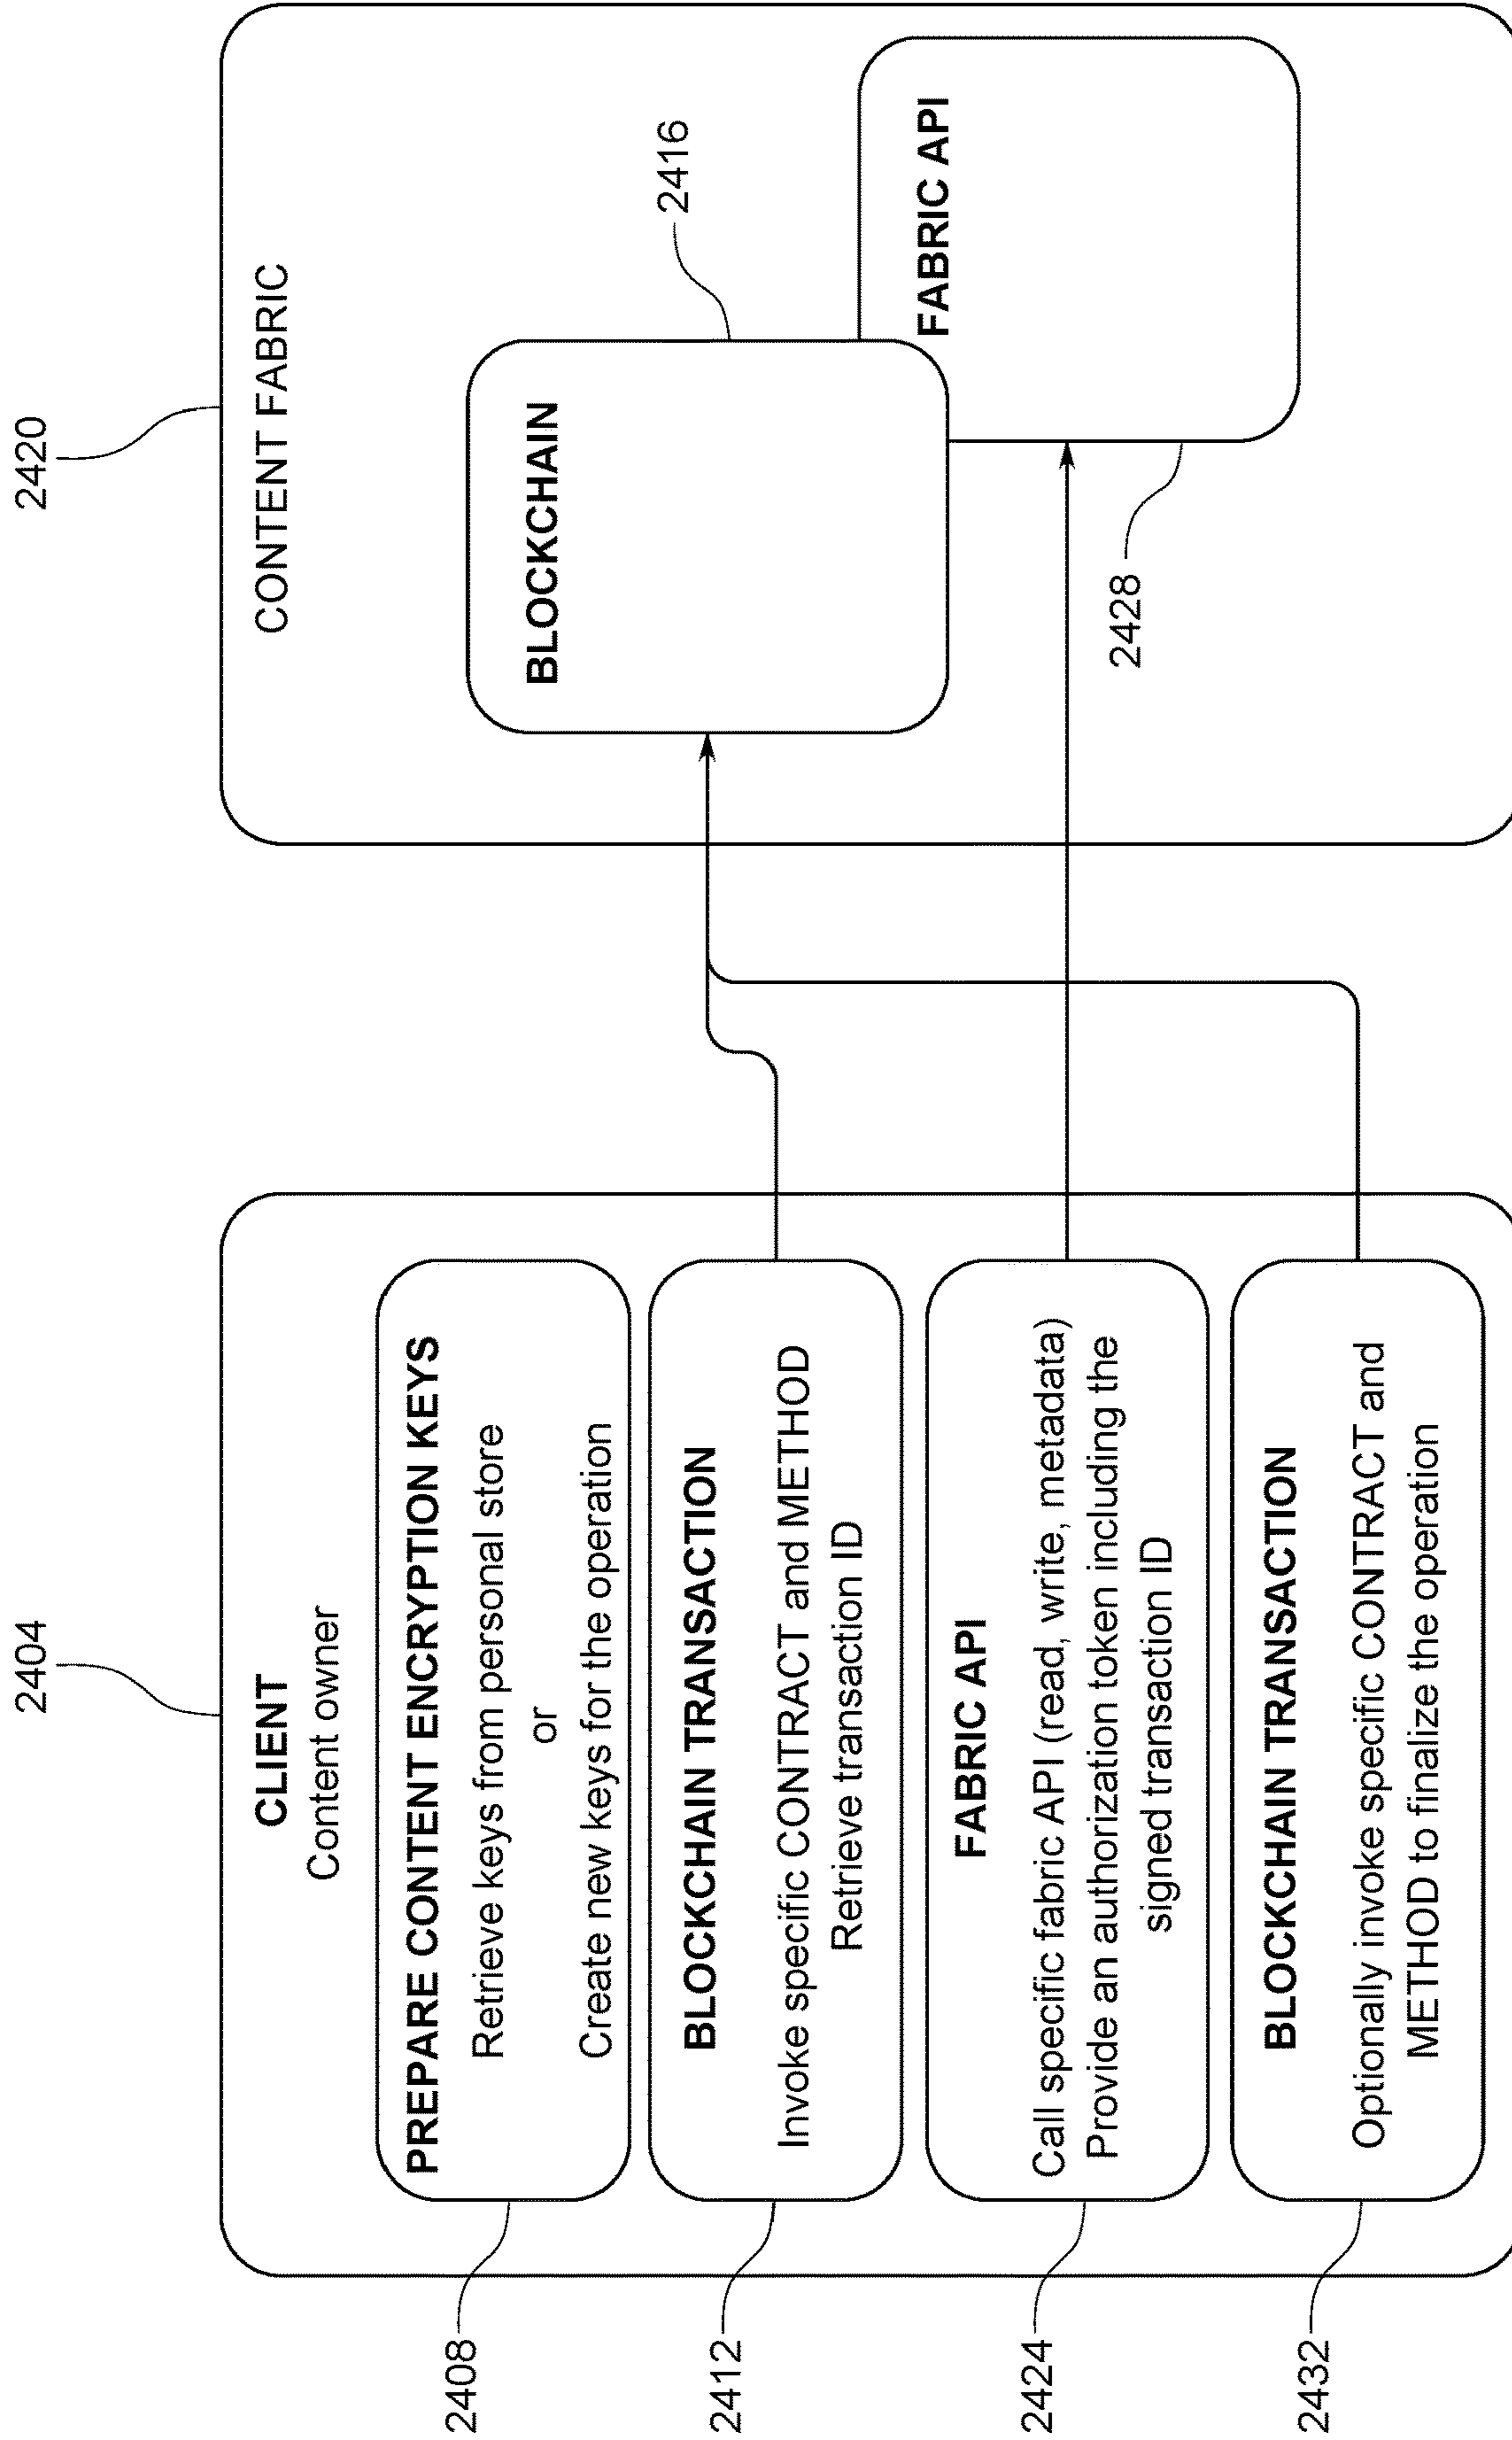 2404
CLIENT
Content owner
2408
PREPARE CONTENT ENCRYPTION KEYS
Retrieve keys from personal store
or
Create new keys for the operation
2412
BLOCKCHAIN TRANSACTION
Invoke specific CONTRACT and METHOD
Retrieve transaction ID
2424
FABRIC API
Call specific fabric API (read, write, metadata)
Provide an authorization token including the
signed transaction ID
2432
BLOCKCHAIN TRANSACTION
Optionally invoke specific CONTRACT and
METHOD to finalize the operation
2420
CONTENT FABRIC
BLOCKCHAIN
2416
FABRIC API
2428